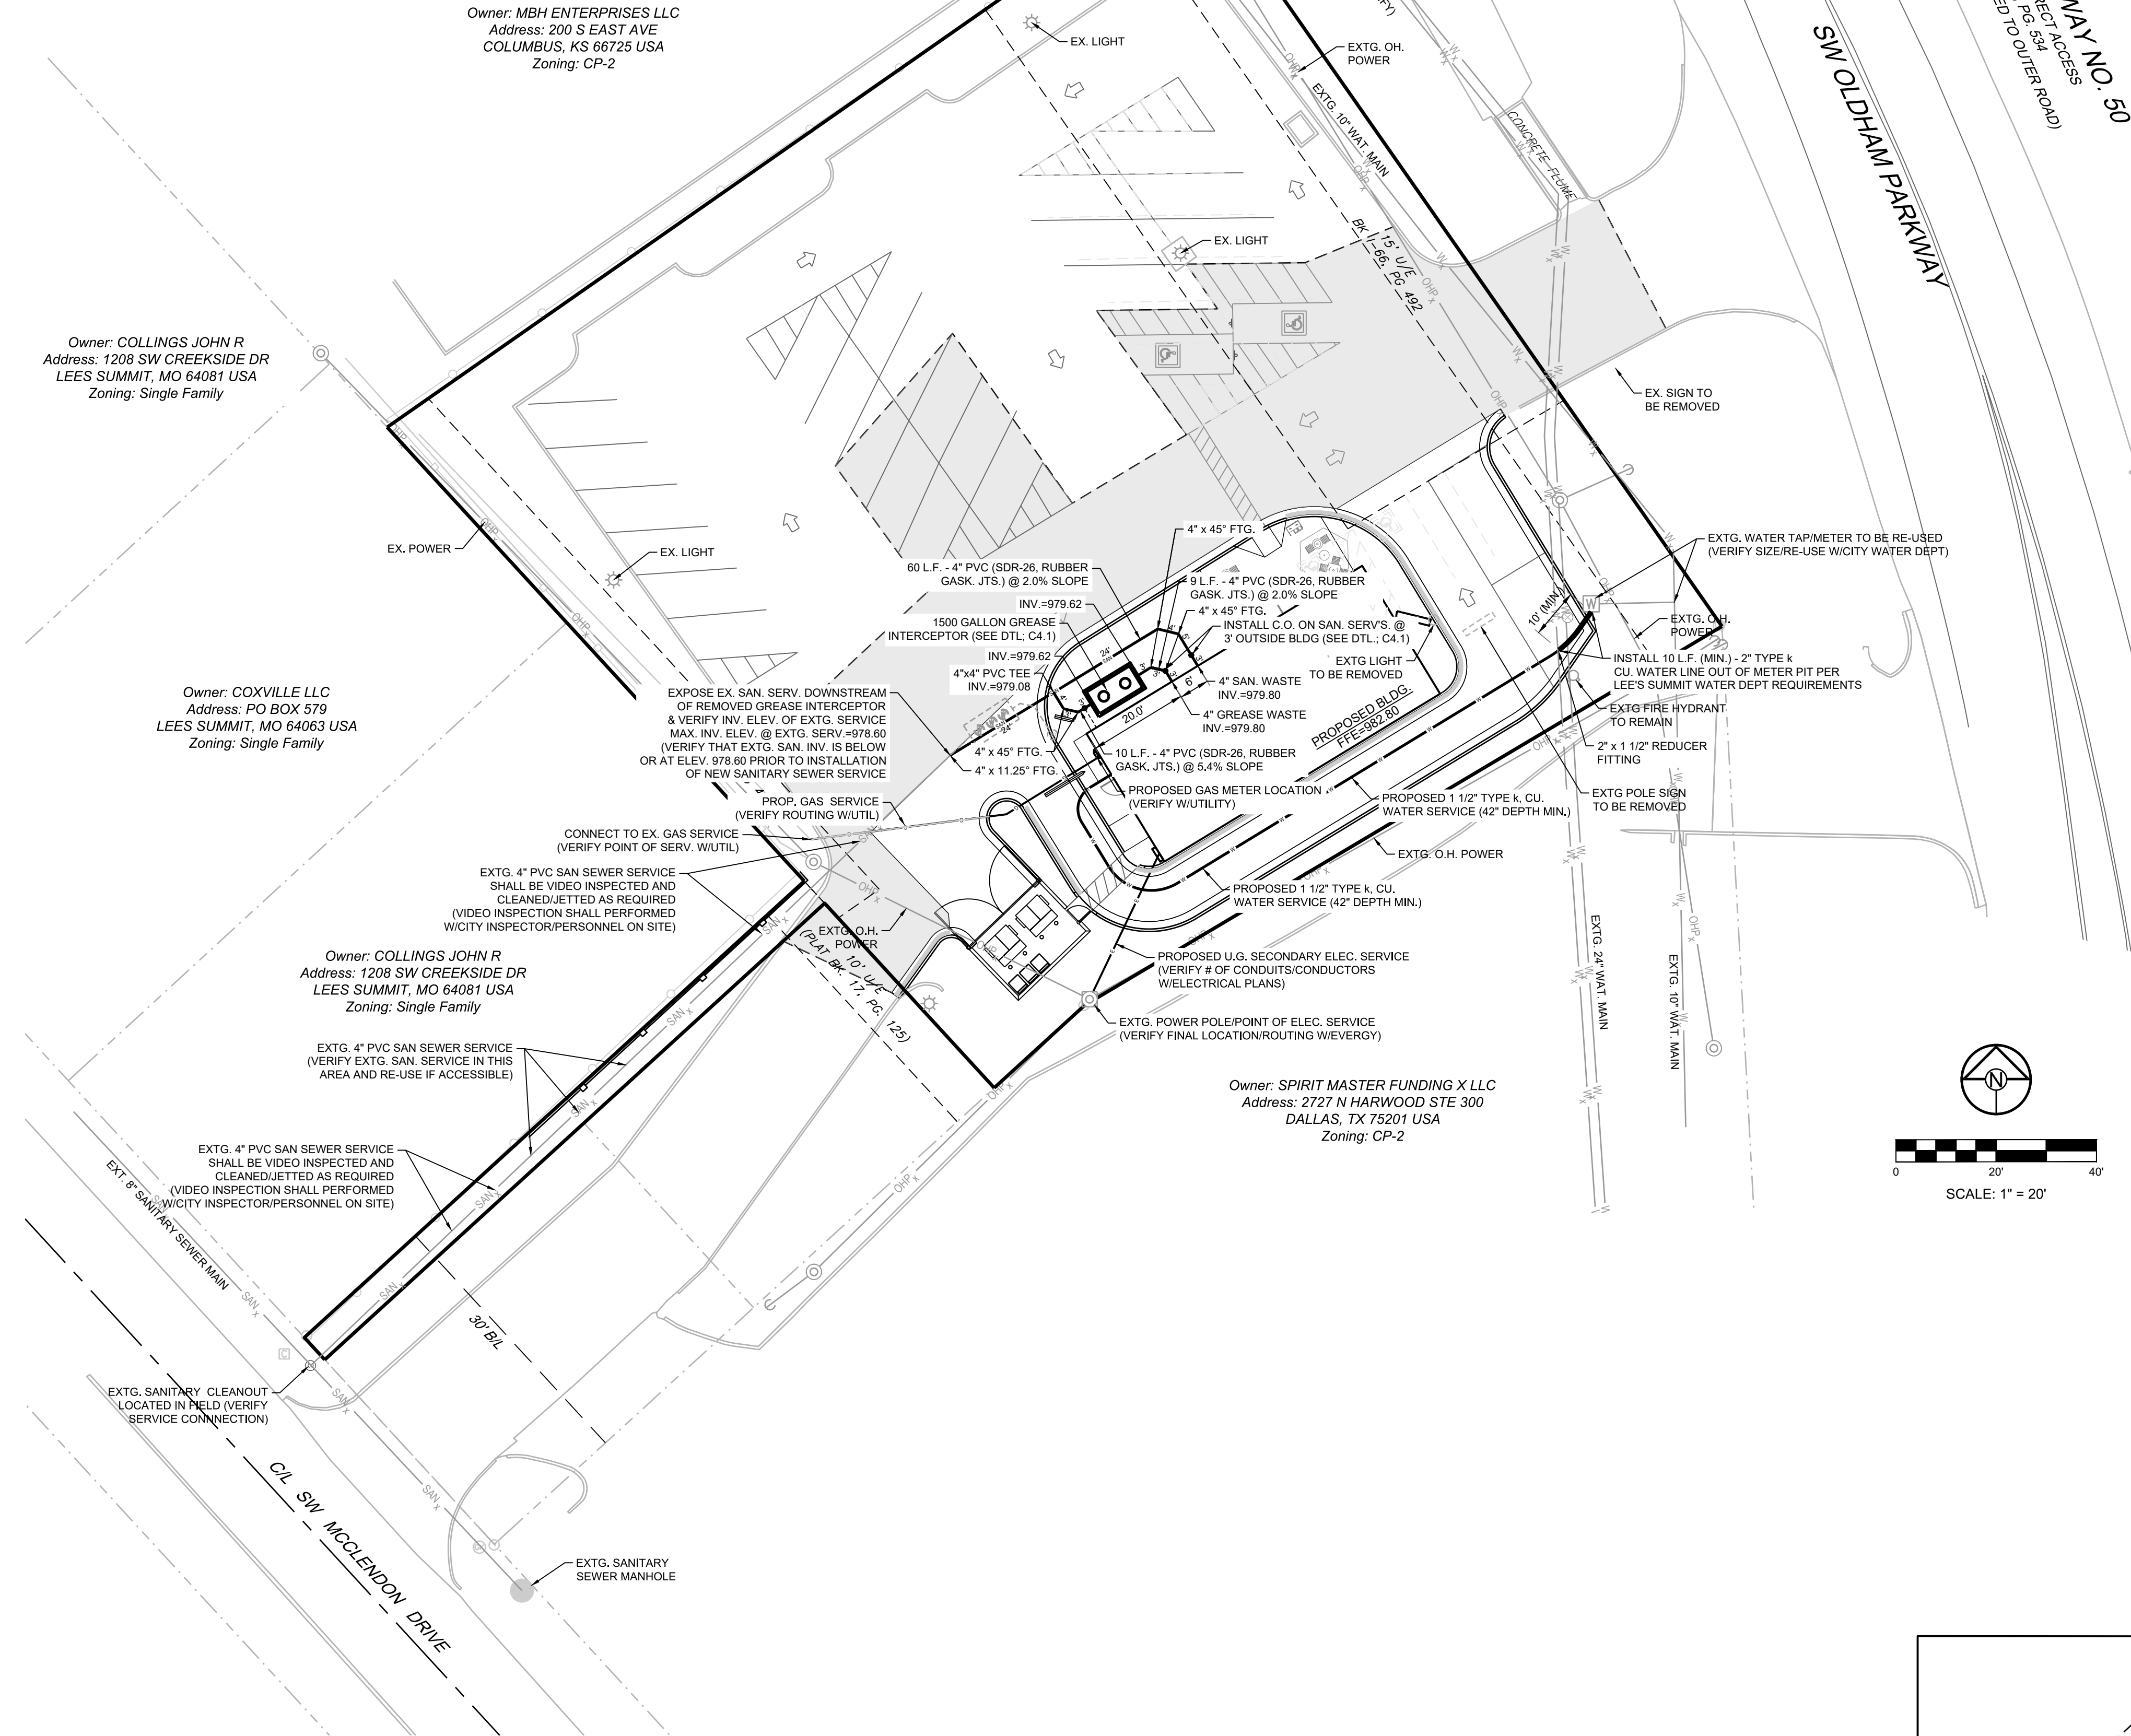 Owner: MBH ENTERPRISES LLC
Address: 200 S EAST AVE
COLUMBUS, KS 66725 USA
Zoning: CP-2
EX. LIGHT
EXTG. OH.
POWER
EXTG. 10" WAT. MAIN
CONCRETE FLUME
SW OLDHAM PARKWAY
WAY NO. 50
RECT ACCESS
PG. 534
ED TO OUTER ROAD)
EX. LIGHT
15' U/E
BK I-66, PG 492
Owner: COLLINGS JOHN R
Address: 1208 SW CREEKSIDE DR
LEES SUMMIT, MO 64081 USA
Zoning: Single Family
EX. SIGN TO
BE REMOVED
EX. POWER
EX. LIGHT
4" x 45° FTG.
60 L.F. - 4" PVC (SDR-26, RUBBER
GASK. JTS.) @ 2.0% SLOPE
9 L.F. - 4" PVC (SDR-26, RUBBER
GASK. JTS.) @ 2.0% SLOPE
INV.=979.62
4" x 45° FTG.
1500 GALLON GREASE
INTERCEPTOR (SEE DTL; C4.1)
INSTALL C.O. ON SAN. SERV'S. @
3' OUTSIDE BLDG (SEE DTL.; C4.1)
INV.=979.62
4"x4" PVC TEE
INV.=979.08
EXTG LIGHT
TO BE REMOVED
4" SAN. WASTE
INV.=979.80
4" GREASE WASTE
INV.=979.80
20.0'
6'
24'
24'
EXTG. WATER TAP/METER TO BE RE-USED
(VERIFY SIZE/RE-USE W/CITY WATER DEPT)
10' (MIN.)
W
EXTG. O.H.
POWER
INSTALL 10 L.F. (MIN.) - 2" TYPE k
CU. WATER LINE OUT OF METER PIT PER
LEE'S SUMMIT WATER DEPT REQUIREMENTS
EXTG FIRE HYDRANT
TO REMAIN
2" x 1 1/2" REDUCER
FITTING
EXTG POLE SIGN
TO BE REMOVED
Owner: COXVILLE LLC
Address: PO BOX 579
LEES SUMMIT, MO 64063 USA
Zoning: Single Family
EXPOSE EX. SAN. SERV. DOWNSTREAM
OF REMOVED GREASE INTERCEPTOR
& VERIFY INV. ELEV. OF EXTG. SERVICE
MAX. INV. ELEV. @ EXTG. SERV.=978.60
(VERIFY THAT EXTG. SAN. INV. IS BELOW
OR AT ELEV. 978.60 PRIOR TO INSTALLATION
OF NEW SANITARY SEWER SERVICE
4" x 45° FTG.
4" x 11.25° FTG.
10 L.F. - 4" PVC (SDR-26, RUBBER
GASK. JTS.) @ 5.4% SLOPE
PROPOSED BLDG.
FFE=982.80
PROPOSED GAS METER LOCATION
(VERIFY W/UTILITY)
PROP. GAS SERVICE
(VERIFY ROUTING W/UTIL)
CONNECT TO EX. GAS SERVICE
(VERIFY POINT OF SERV. W/UTIL)
PROPOSED 1 1/2" TYPE k, CU.
WATER SERVICE (42" DEPTH MIN.)
EXTG. O.H. POWER
PROPOSED 1 1/2" TYPE k, CU.
WATER SERVICE (42" DEPTH MIN.)
EXTG. 4" PVC SAN SEWER SERVICE
SHALL BE VIDEO INSPECTED AND
CLEANED/JETTED AS REQUIRED
(VIDEO INSPECTION SHALL PERFORMED
W/CITY INSPECTOR/PERSONNEL ON SITE)
EXTG. O.H.
POWER
10' U/E
(PLAT BK. 17, PG. 125)
PROPOSED U.G. SECONDARY ELEC. SERVICE
(VERIFY # OF CONDUITS/CONDUCTORS
W/ELECTRICAL PLANS)
EXTG. POWER POLE/POINT OF ELEC. SERVICE
(VERIFY FINAL LOCATION/ROUTING W/EVERGY)
EXTG. 24" WAT. MAIN
EXTG. 10" WAT. MAIN
Owner: COLLINGS JOHN R
Address: 1208 SW CREEKSIDE DR
LEES SUMMIT, MO 64081 USA
Zoning: Single Family
EXTG. 4" PVC SAN SEWER SERVICE
(VERIFY EXTG. SAN. SERVICE IN THIS
AREA AND RE-USE IF ACCESSIBLE)
Owner: SPIRIT MASTER FUNDING X LLC
Address: 2727 N HARWOOD STE 300
DALLAS, TX 75201 USA
Zoning: CP-2
N
0 20' 40'
SCALE: 1" = 20'
EXTG. 4" PVC SAN SEWER SERVICE
SHALL BE VIDEO INSPECTED AND
CLEANED/JETTED AS REQUIRED
(VIDEO INSPECTION SHALL PERFORMED
W/CITY INSPECTOR/PERSONNEL ON SITE)
EXT. 8" SANITARY SEWER MAIN
30' B/L
EXTG. SANITARY CLEANOUT
LOCATED IN FIELD (VERIFY
SERVICE CONNNECTION)
C/L SW MCCLENDON DRIVE
EXTG. SANITARY
SEWER MANHOLE